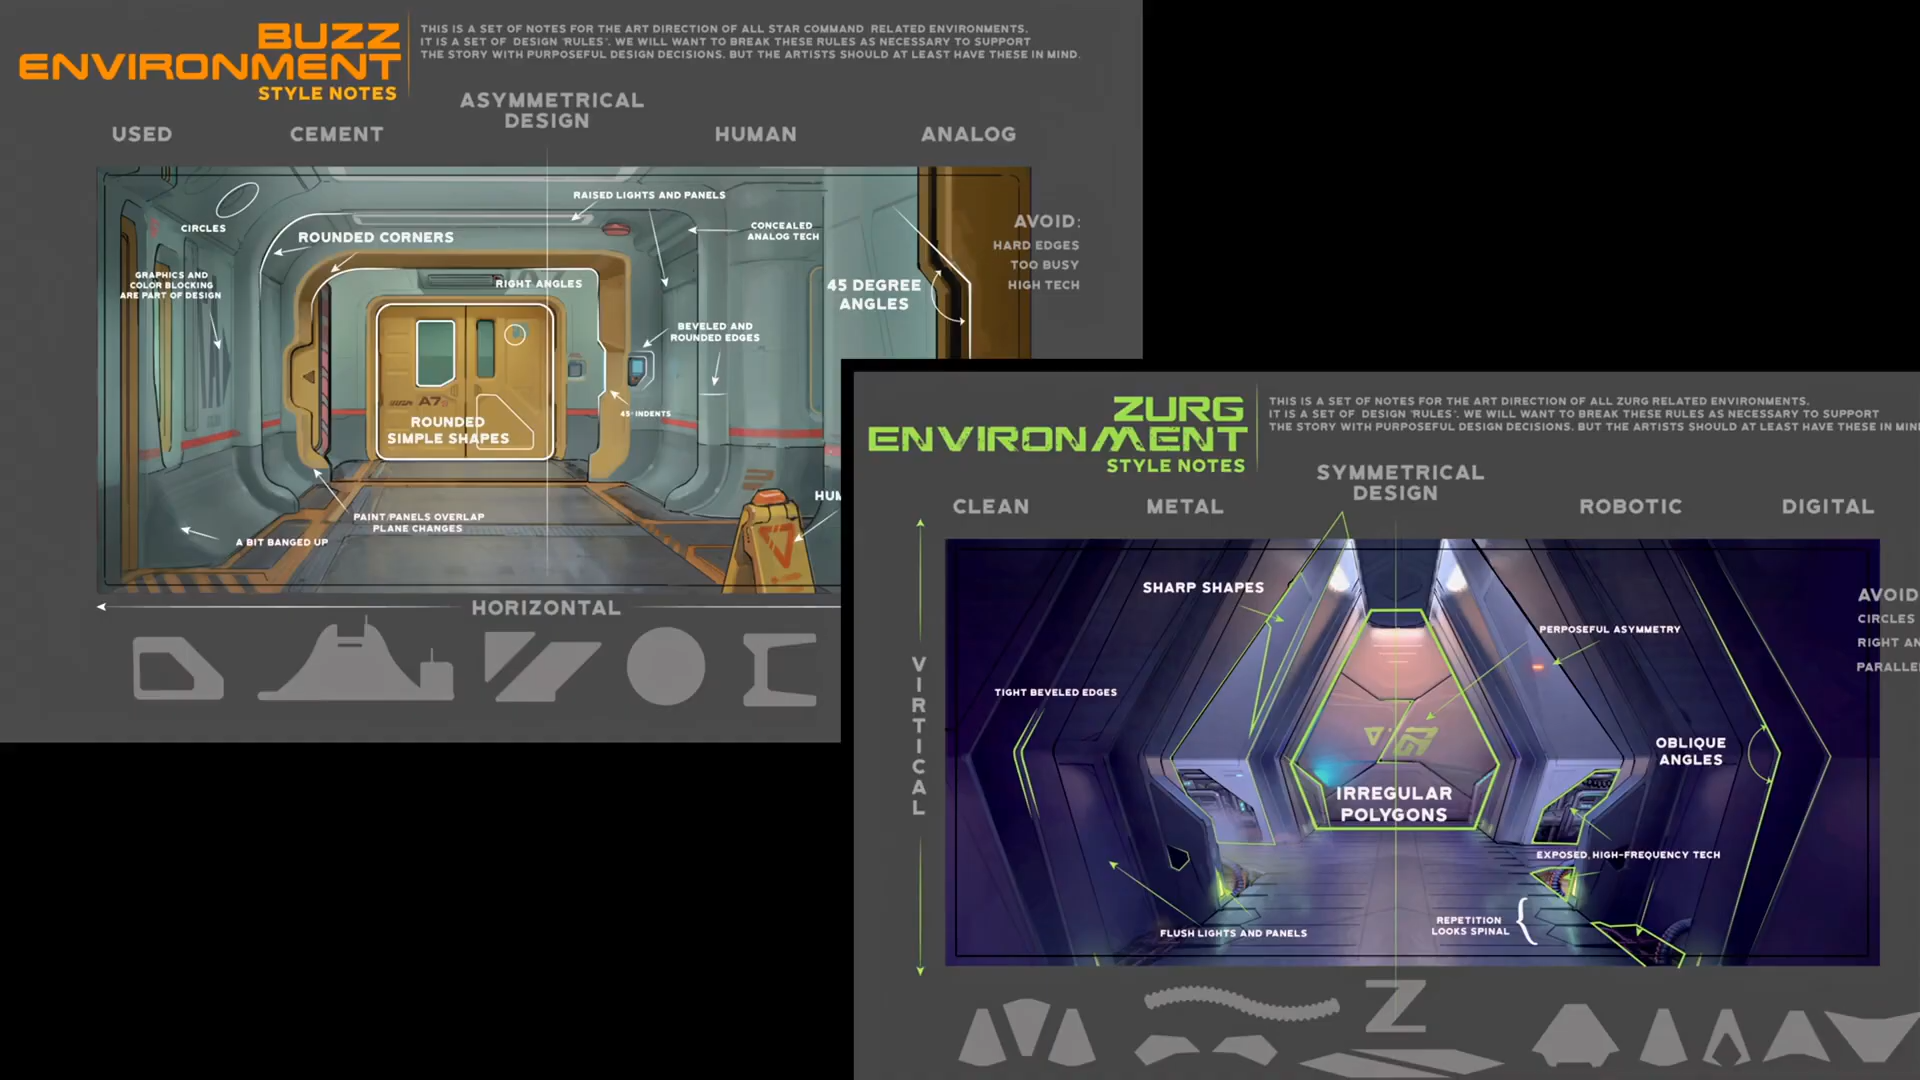 BUZZ
ENVIRONMENT
STYLE NOTES
THIS IS A SET OF NOTES FOR THE ART DIRECTION OF ALL STAR COMMAND RELATED ENVIRONMENTS.
IT IS A SET OF DESIGN "RULES". WE WILL WANT TO BREAK THESE RULES AS NECESSARY TO SUPPORT
THE STORY WITH PURPOSEFUL DESIGN DECISIONS. BUT THE ARTISTS SHOULD AT LEAST HAVE THESE IN MIND.
USED
CEMENT
ASYMMETRICAL
DESIGN
HUMAN
ANALOG
RAISED LIGHTS AND PANELS
CIRCLES
ROUNDED CORNERS
CONCEALED
ANALOG TECH
AVOID:
HARD EDGES
TOO BUSY
HIGH TECH
GRAPHICS AND
COLOR BLOCKING
ARE PART OF DESIGN
RIGHT ANGLES
45 DEGREE
ANGLES
BEVELED AND
ROUNDED EDGES
A7
45° INDENTS
ROUNDED
SIMPLE SHAPES
HUM
PAINT/PANELS OVERLAP
PLANE CHANGES
A BIT BANGED UP
HORIZONTAL
ZURG
ENVIRONMENT
STYLE NOTES
THIS IS A SET OF NOTES FOR THE ART DIRECTION OF ALL ZURG RELATED ENVIRONMENTS.
IT IS A SET OF DESIGN "RULES". WE WILL WANT TO BREAK THESE RULES AS NECESSARY TO SUPPORT
THE STORY WITH PURPOSEFUL DESIGN DECISIONS. BUT THE ARTISTS SHOULD AT LEAST HAVE THESE IN MIND
CLEAN
METAL
SYMMETRICAL
DESIGN
ROBOTIC
DIGITAL
VIRTICAL
SHARP SHAPES
PERPOSEFUL ASYMMETRY
AVOID
CIRCLES
RIGHT AN
PARALLE
TIGHT BEVELED EDGES
OBLIQUE
ANGLES
IRREGULAR
POLYGONS
EXPOSED, HIGH-FREQUENCY TECH
FLUSH LIGHTS AND PANELS
REPETITION
LOOKS SPINAL
Z